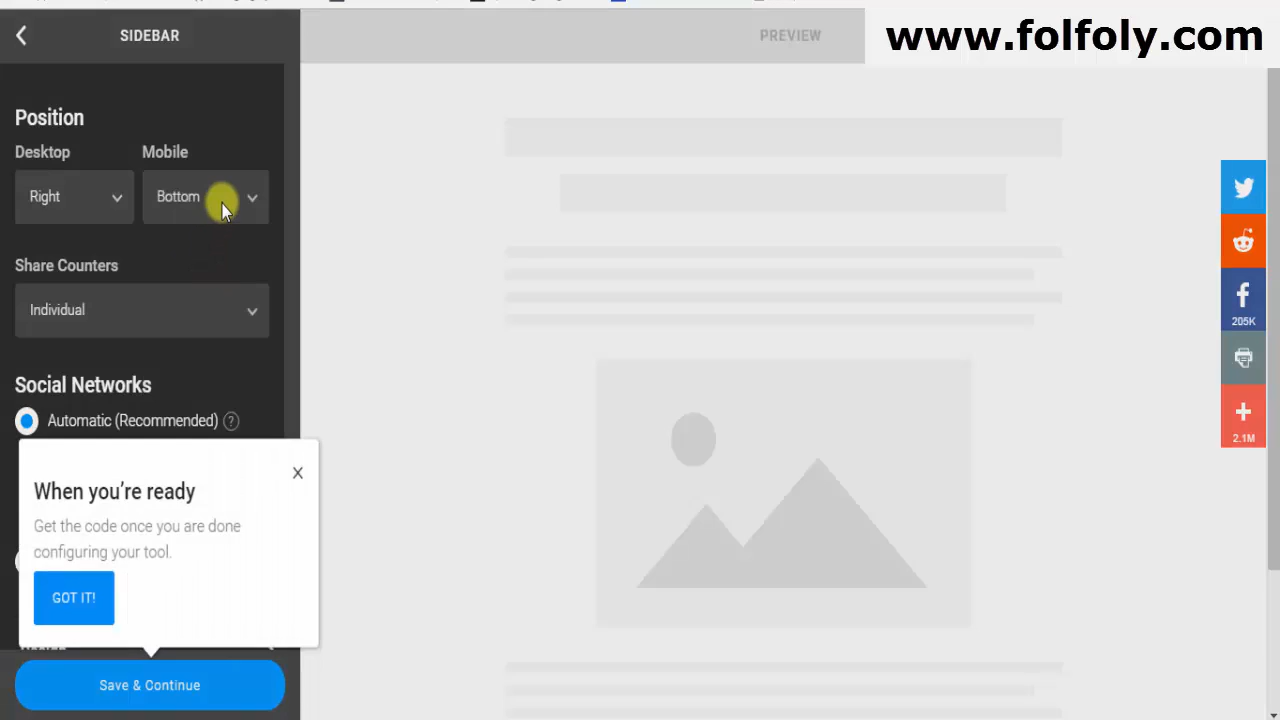 SIDEBAR
PREVIEW
www.folfoly.com
Position
Desktop
Mobile
Right
Bottom
Share Counters
Individual
Social Networks
Automatic (Recommended) ?
When you're ready
X
Get the code once you are done
configuring your tool.
GOT IT!
Save & Continue
205K
2.1M